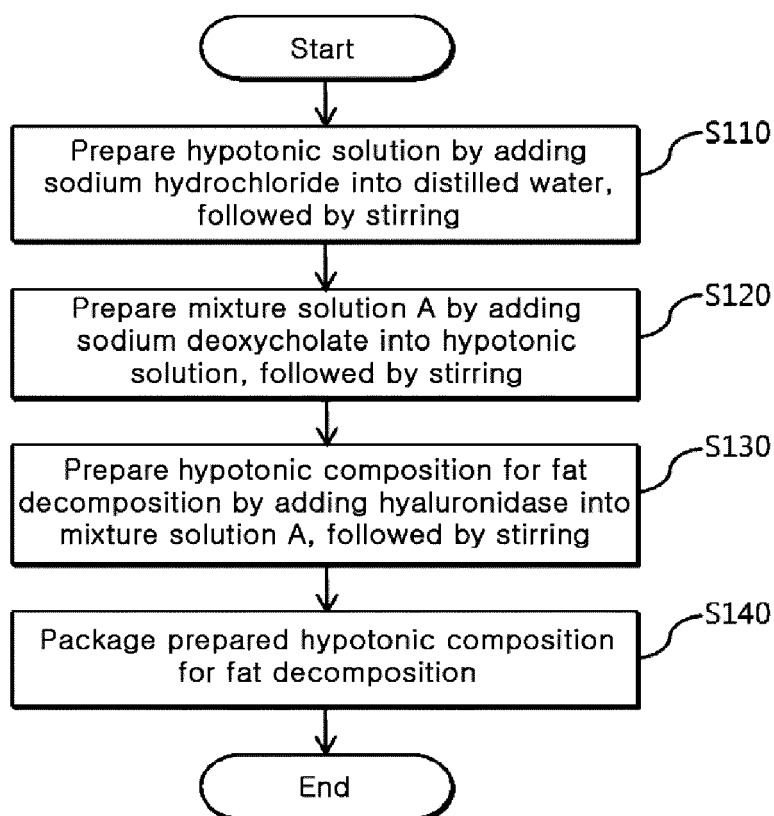 Start
Prepare hypotonic solution by adding
sodium hydrochloride into distilled water,
followed by stirring
S110
Prepare mixture solution A by adding
sodium deoxycholate into hypotonic
solution, followed by stirring
S120
Prepare hypotonic composition for fat
decomposition by adding hyaluronidase into
mixture solution A, followed by stirring
S130
Package prepared hypotonic composition
for fat decomposition
S140
End